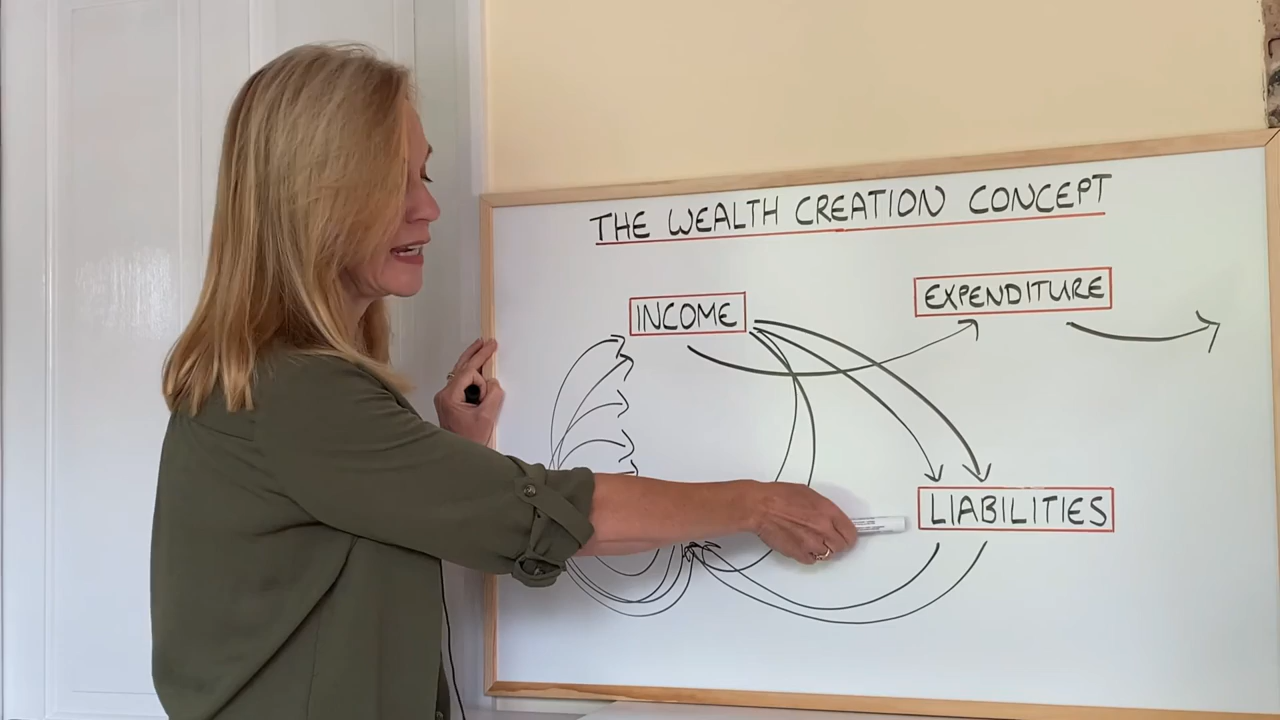 THE WEALTH CREATION CONCEPT
INCOME
EXPENDITURE
LIABILITIES